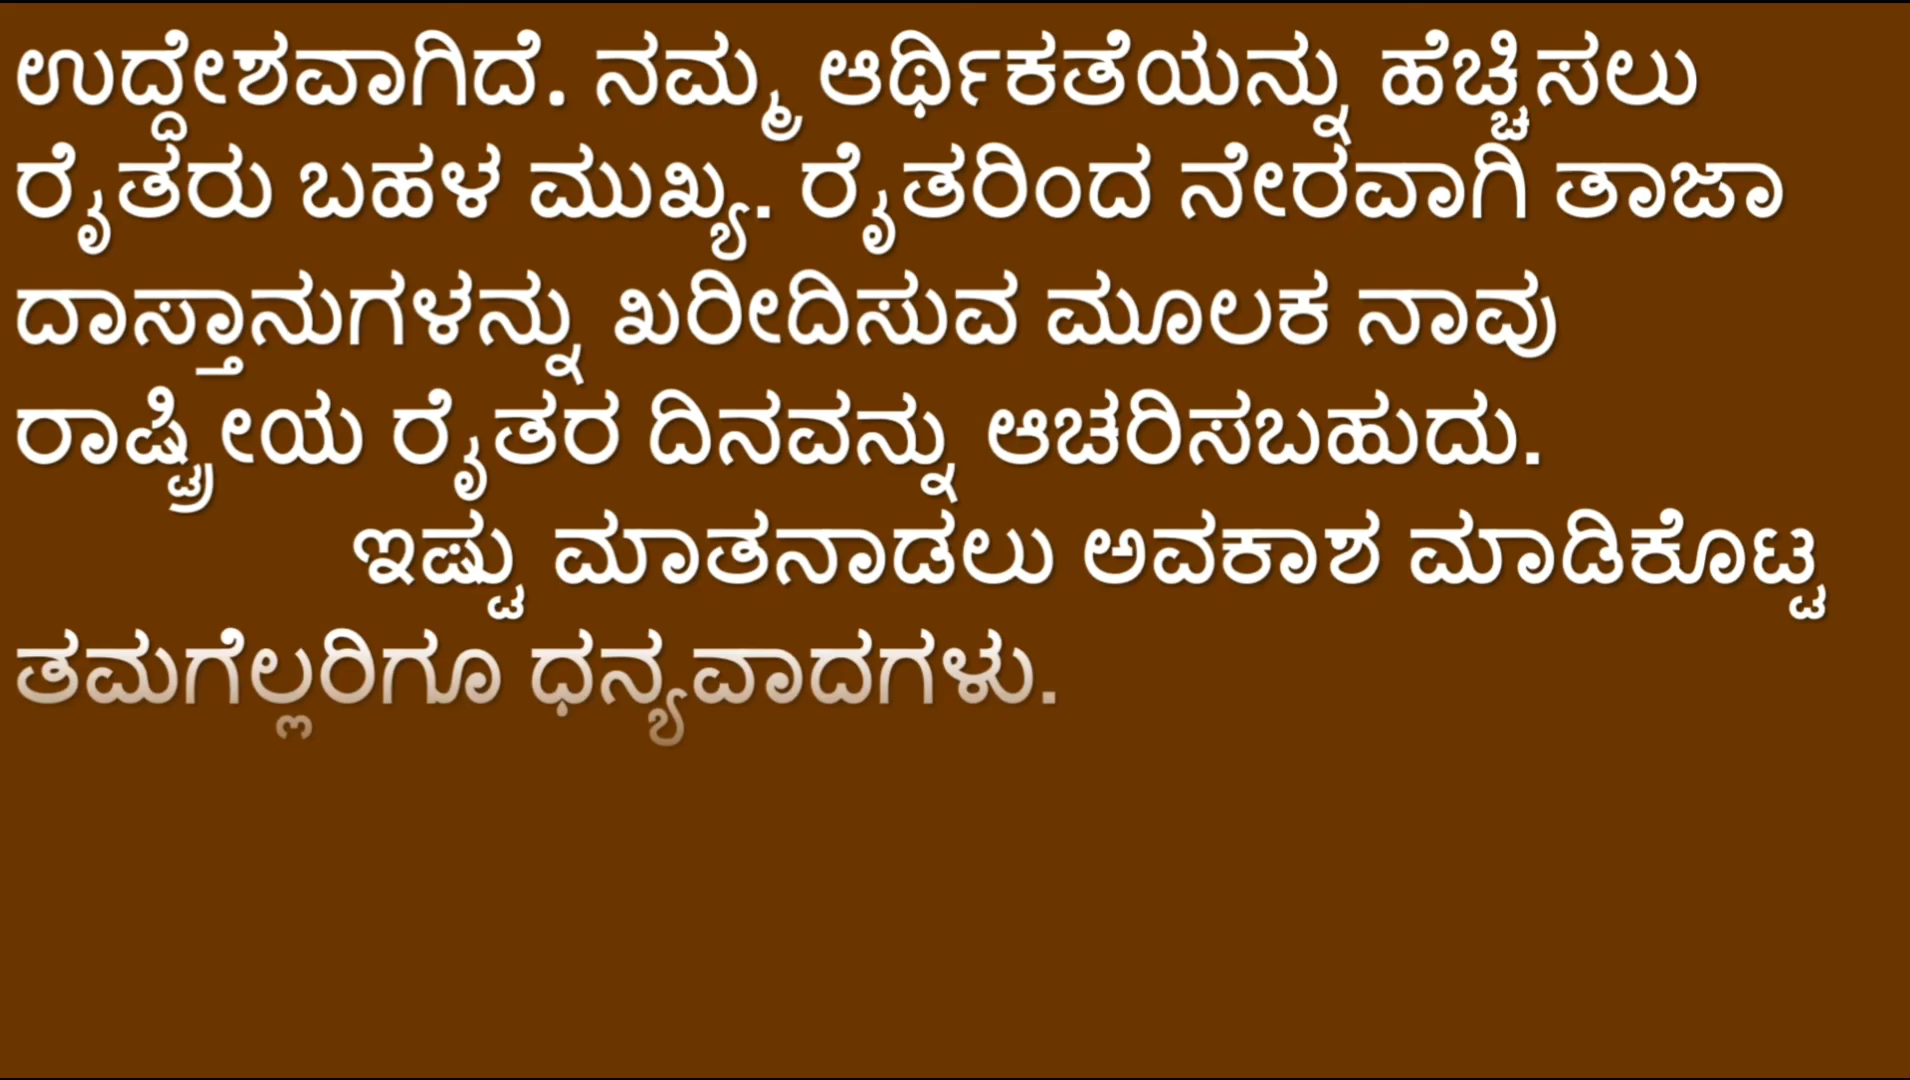 ಉದ್ದೇಶವಾಗಿದೆ. ನಮ್ಮ ಆರ್ಥಿಕತೆಯನ್ನು ಹೆಚ್ಚಿಸಲು
ರೈತರು ಬಹಳ ಮುಖ್ಯ. ರೈತರಿಂದ ನೇರವಾಗಿ ತಾಜಾ
ದಾಸ್ತಾನುಗಳನ್ನು ಖರೀದಿಸುವ ಮೂಲಕ ನಾವು
ರಾಷ್ಟ್ರೀಯ ರೈತರ ದಿನವನ್ನು ಆಚರಿಸಬಹುದು.
ಇಷ್ಟು ಮಾತನಾಡಲು ಅವಕಾಶ ಮಾಡಿಕೊಟ್ಟ
ತಮಗೆಲ್ಲರಿಗೂ ಧನ್ಯವಾದಗಳು.